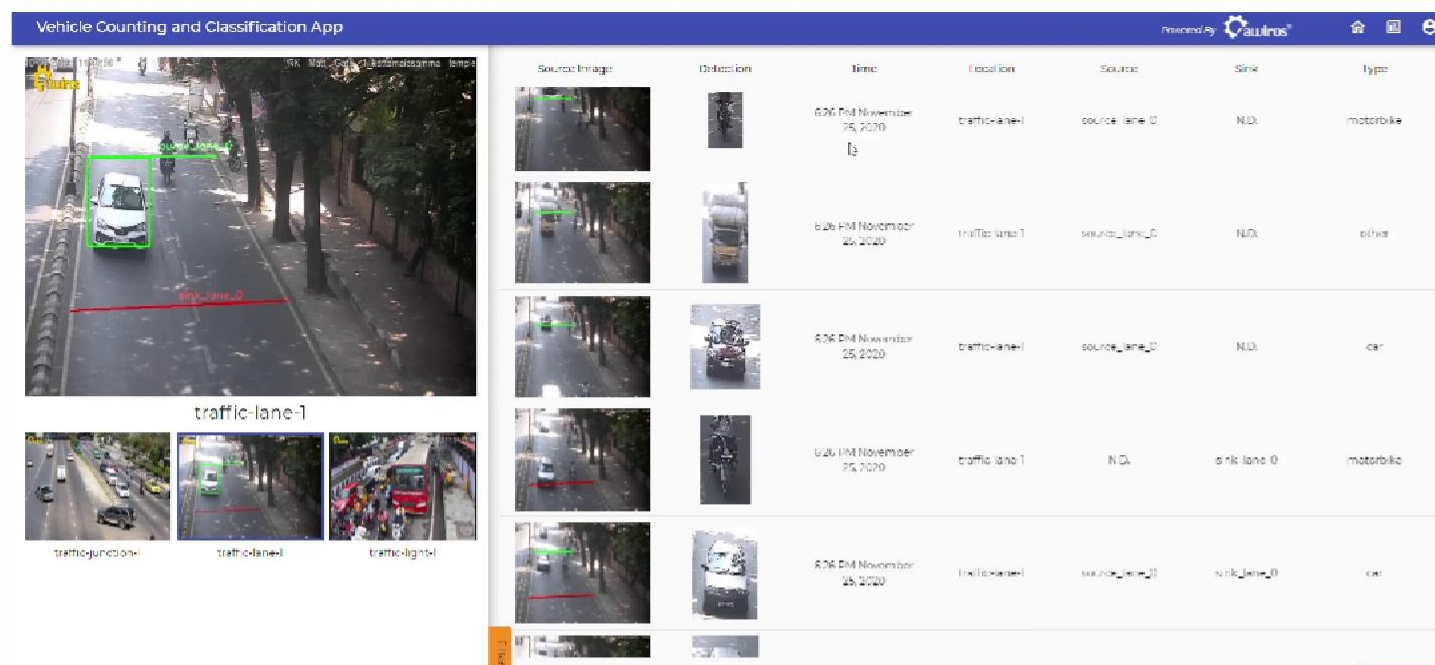 Vehicle Counting and Classification App
Powered By awiros
source_lane_0
sink_lane_0
traffic-lane-1
traffic-junction-1
traffic-lane-1
traffic-light-1
Source Image Detection Time Location Source Sink Type
6:26 PM November
25, 2020
traffic-lane-1 source_lane_0 N.D. motorbike
6:26 PM November
25, 2020
traffic-lane-1 source_lane_0 N.D. other
6:26 PM November
25, 2020
traffic-lane-1 source_lane_0 N.D. car
6:26 PM November
25, 2020
traffic-lane-1 N.D. sink_lane_0 motorbike
6:26 PM November
25, 2020
traffic-lane-1 source_lane_0 sink_lane_0 car